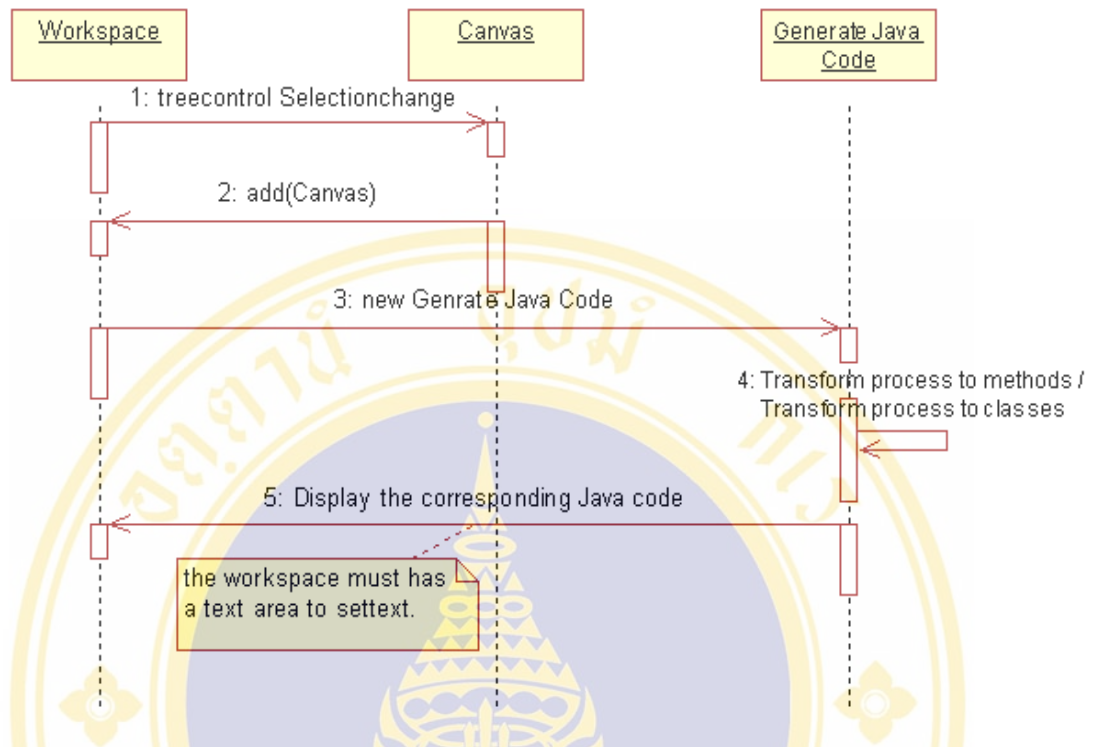 Workspace
Canvas
Generate Java
Code
1: treecontrol Selectionchange
2: add(Canvas)
3: new Genrate Java Code
4: Transform process to methods /
Transform process to classes
5: Display the corresponding Java code
the workspace must has
a text area to settext.